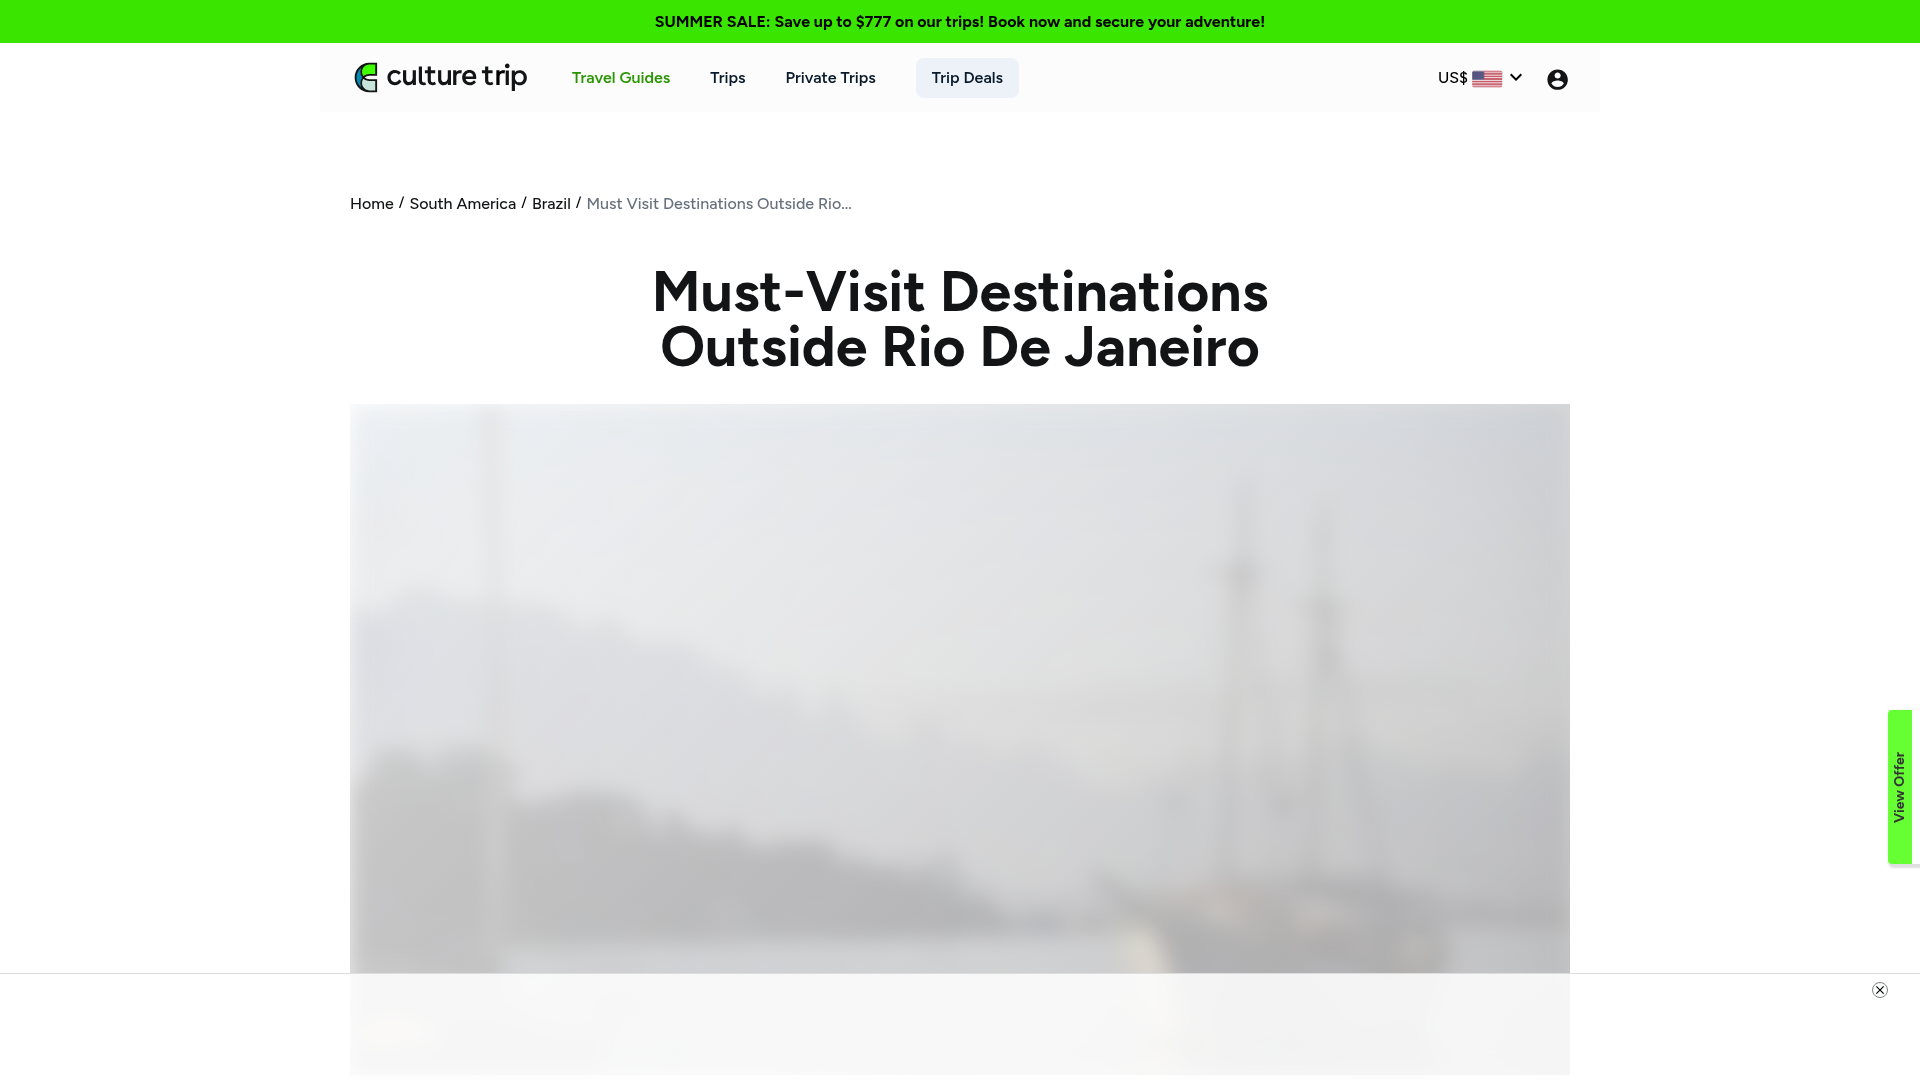 SUMMER SALE: Save up to $777 on our trips! Book now and secure your adventure!
culture trip Travel Guides Trips Private Trips Trip Deals US$
Home / South America / Brazil / Must Visit Destinations Outside Rio...
Must-Visit Destinations
Outside Rio De Janeiro
View Offer